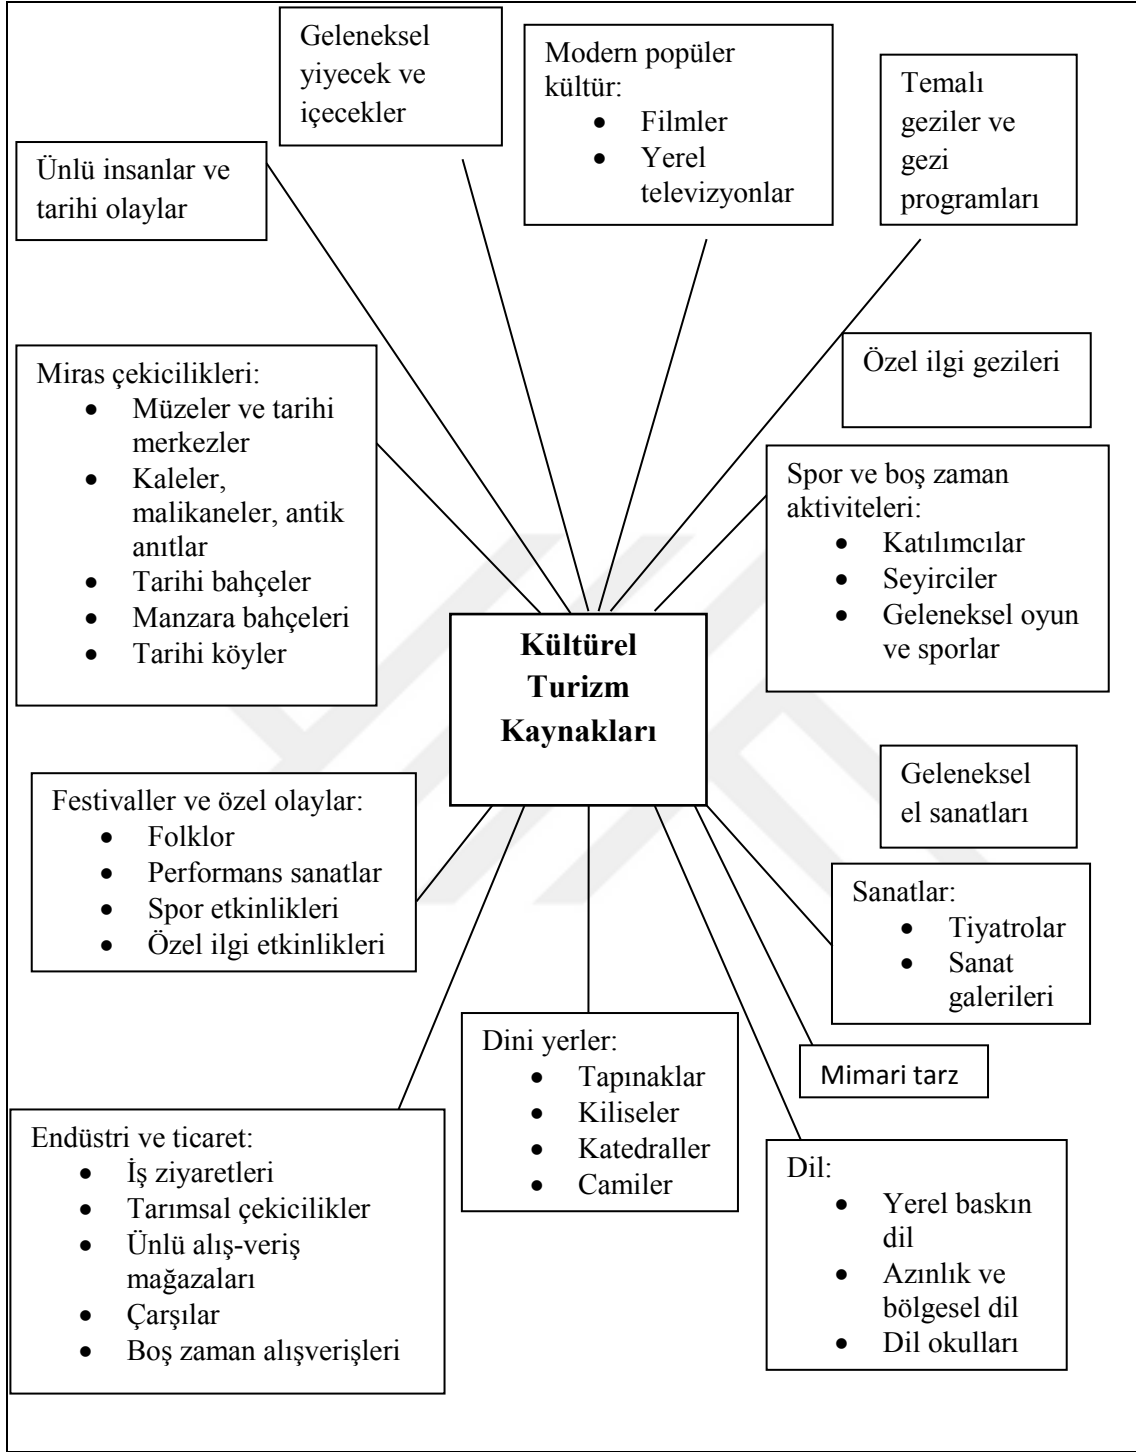 Geleneksel
yiyecek ve
içecekler
Modern popüler
kültür:
• Filmler
• Yerel
televizyonlar
Temalı
geziler ve
gezi
programları
Ünlü insanlar ve
tarihi olaylar
Özel ilgi gezileri
Miras çekicilikleri:
• Müzeler ve tarihi
merkezler
• Kaleler,
malikaneler, antik
anıtlar
• Tarihi bahçeler
• Manzara bahçeleri
• Tarihi köyler
Spor ve boş zaman
aktiviteleri:
• Katılımcılar
• Seyirciler
• Geleneksel oyun
ve sporlar
Kültürel
Turizm
Kaynakları
Geleneksel
el sanatları
Festivaller ve özel olaylar:
• Folklor
• Performans sanatlar
• Spor etkinlikleri
• Özel ilgi etkinlikleri
Sanatlar:
• Tiyatrolar
• Sanat
galerileri
Dini yerler:
• Tapınaklar
• Kiliseler
• Katedraller
• Camiler
Mimari tarz
Endüstri ve ticaret:
• İş ziyaretleri
• Tarımsal çekicilikler
• Ünlü alış-veriş
mağazaları
• Çarşılar
• Boş zaman alışverişleri
Dil:
• Yerel baskın
dil
• Azınlık ve
bölgesel dil
• Dil okulları